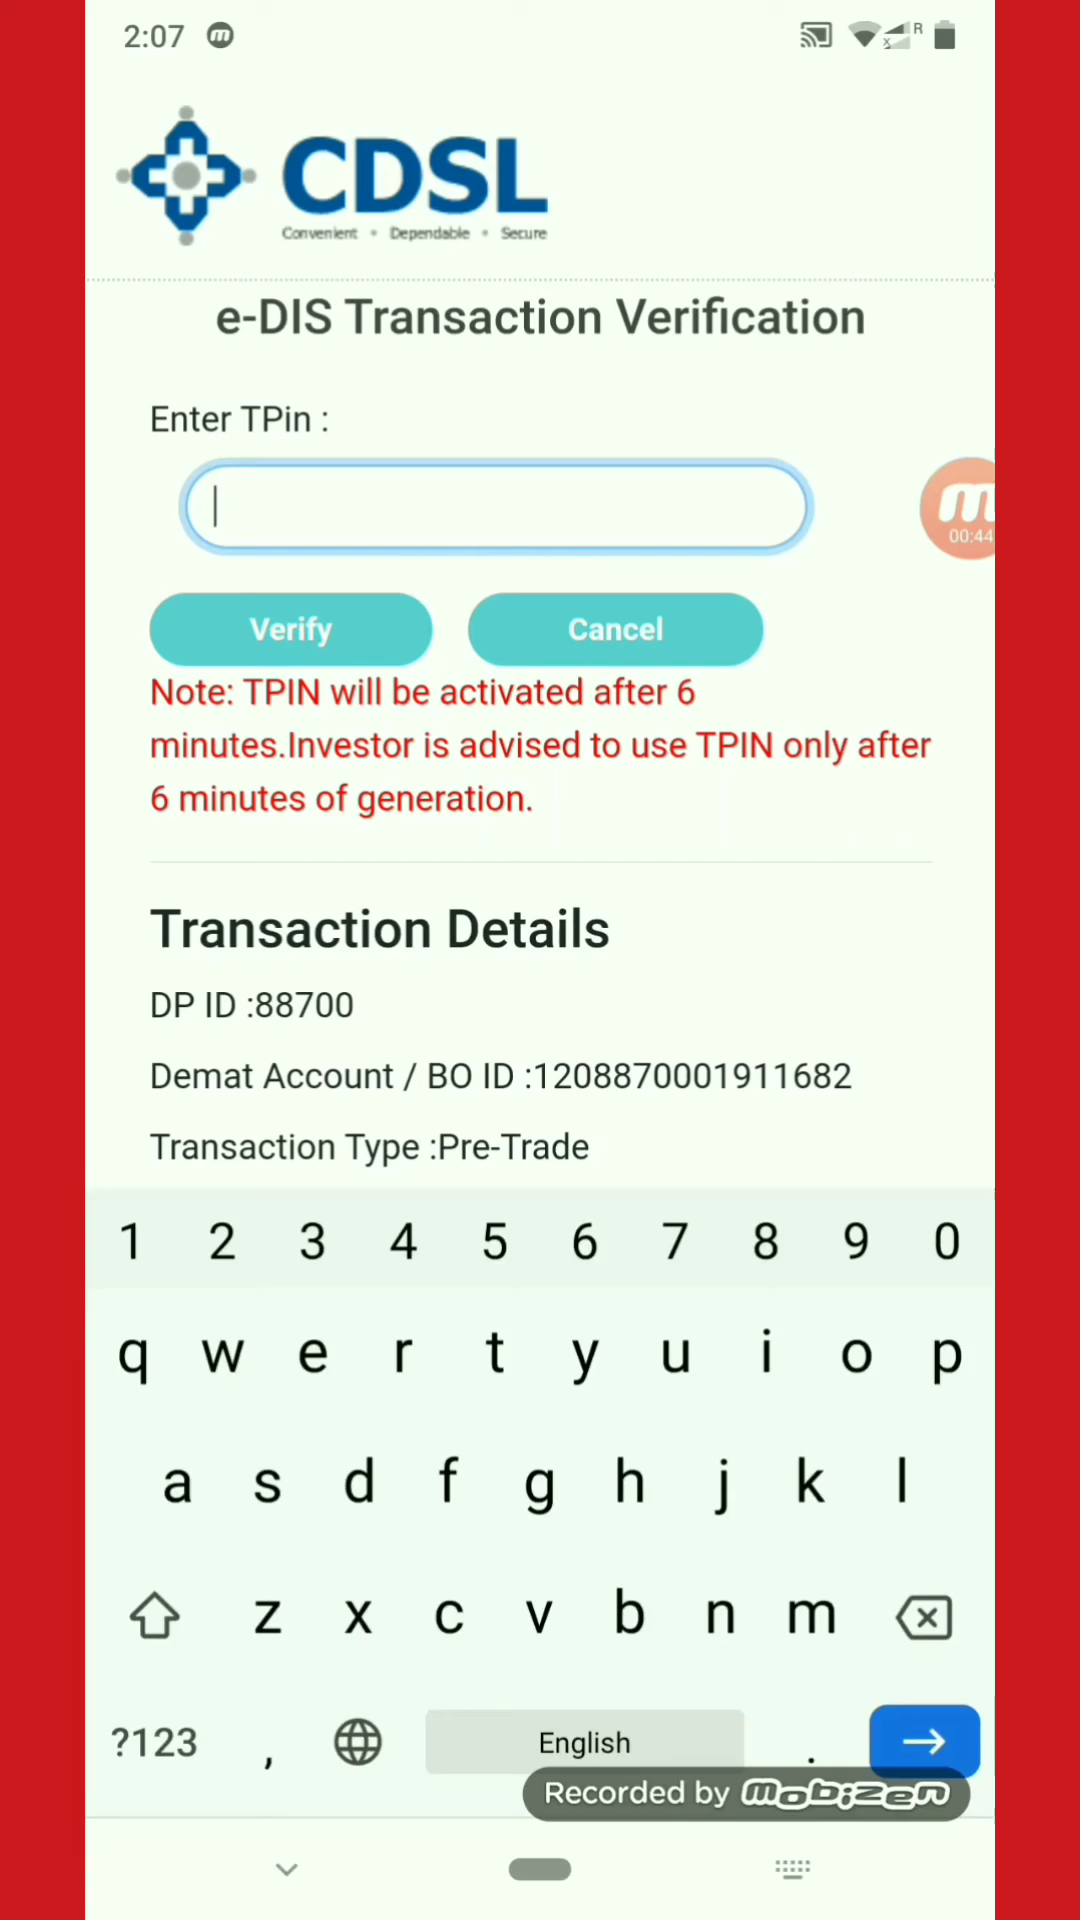 2:07 m R
x
CDSL
Convenient • Dependable • Secure
e-DIS Transaction Verification
Enter TPin :
m
00:44
Verify Cancel
Note: TPIN will be activated after 6
minutes.Investor is advised to use TPIN only after
6 minutes of generation.
Transaction Details
DP ID :88700
Demat Account / BO ID :1208870001911682
Transaction Type :Pre-Trade
1 2 3 4 5 6 7 8 9 0
q w e r t y u i o p
a s d f g h j k l
z x c v b n m
?123 , English .
Recorded by mobizen